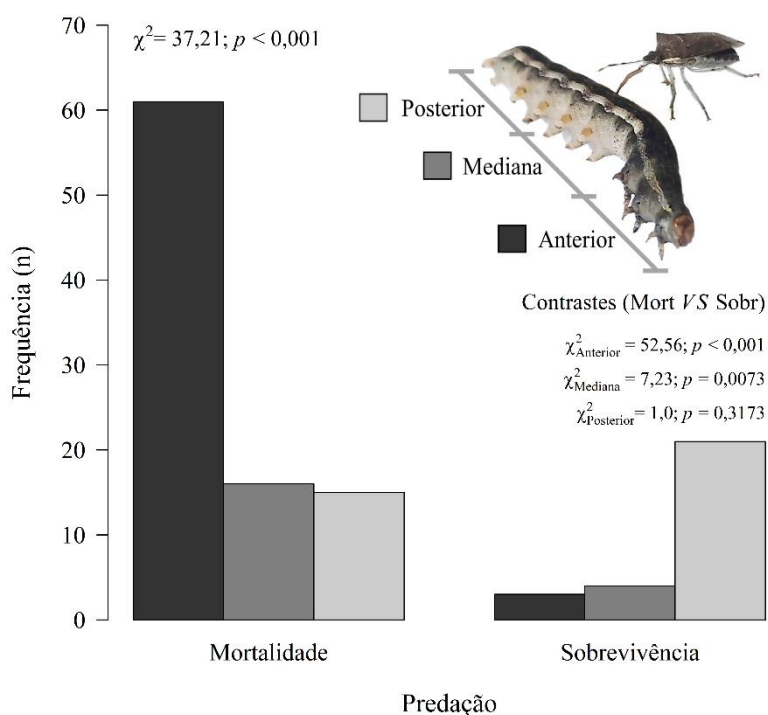 70
60
50
40
30
20
10
0
Frequência (n)
χ²= 37,21; p < 0,001
Posterior
Mediana
Anterior
Contrastes (Mort VS Sobr)
χ²Anterior = 52,56; p < 0,001
χ²Mediana = 7,23; p = 0,0073
χ²Posterior = 1,0; p = 0,3173
Mortalidade
Sobrevivência
Predação